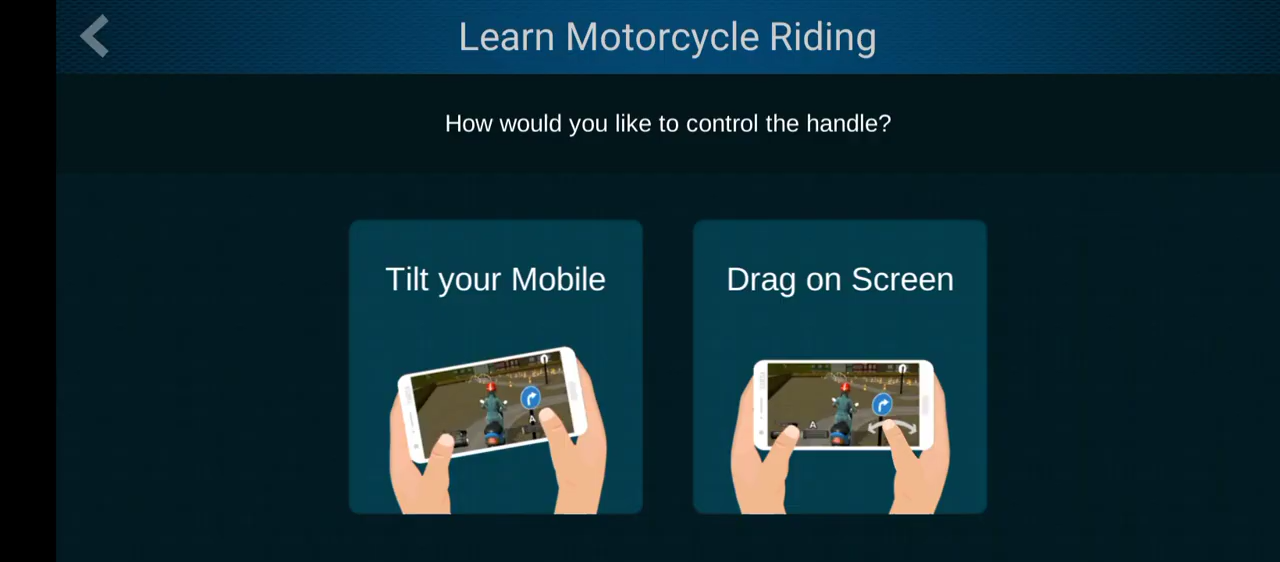 Learn Motorcycle Riding
How would you like to control the handle?
Tilt your Mobile
Drag on Screen
A
A